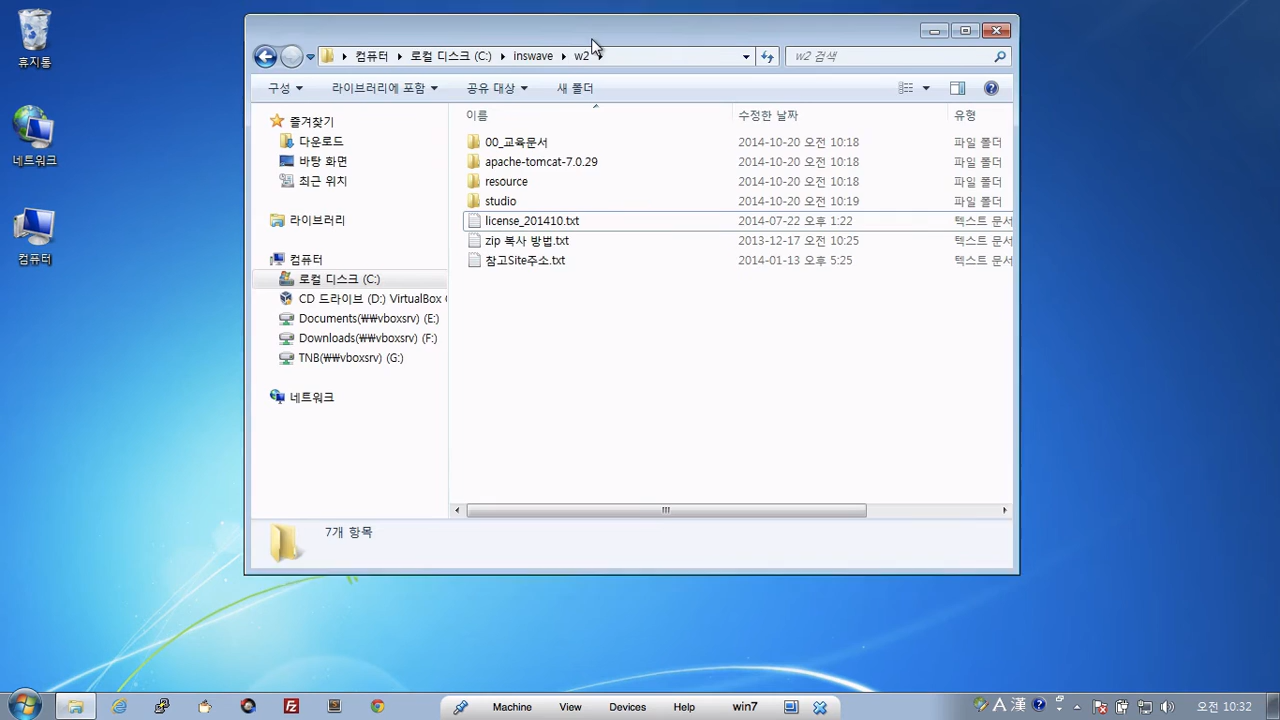 휴지통
네트워크
컴퓨터
컴퓨터 로컬 디스크 (C:) inswave w2
w2 검색
구성 라이브러리에 포함 공유 대상 새 폴더
즐겨찾기
다운로드
바탕 화면
최근 위치
라이브러리
컴퓨터
로컬 디스크 (C:)
CD 드라이브 (D:) VirtualBox
Documents(₩₩vboxsrv) (E:)
Downloads(₩₩vboxsrv) (F:)
TNB(₩₩vboxsrv) (G:)
네트워크
이름 수정한 날짜 유형
00_교육문서 2014-10-20 오전 10:18 파일 폴더
apache-tomcat-7.0.29 2014-10-20 오전 10:18 파일 폴더
resource 2014-10-20 오전 10:18 파일 폴더
studio 2014-10-20 오전 10:19 파일 폴더
license_201410.txt 2014-07-22 오후 1:22 텍스트 문서
zip 복사 방법.txt 2013-12-17 오전 10:25 텍스트 문서
참고Site주소.txt 2014-01-13 오후 5:25 텍스트 문서
7개 항목
Machine View Devices Help win7
A 漢
오전 10:32